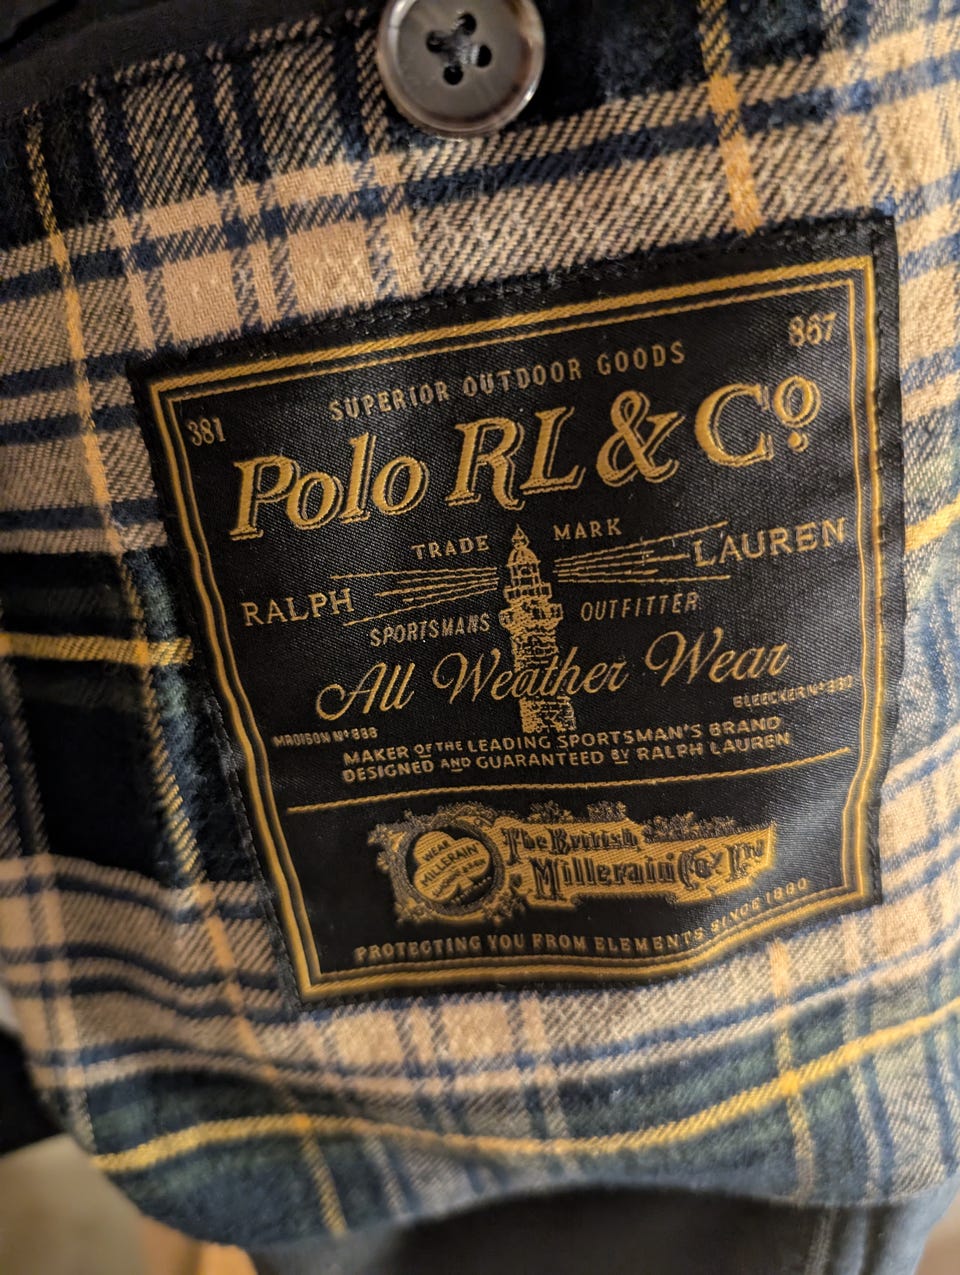 867
SUPERIOR OUTDOOR GOODS
381
Polo RL & Cº
TRADE MARK
RALPH LAUREN
SPORTSMANS OUTFITTER
All Weather Wear
MADISON Nº 888
BLEECKER Nº 381
MAKER OF THE LEADING SPORTSMAN'S BRAND
DESIGNED AND GUARANTEED BY RALPH LAUREN
The British
Millerain Co. Ltd
WEAR
MILLERAIN
PROTECTING YOU FROM ELEMENTS SINCE 1880